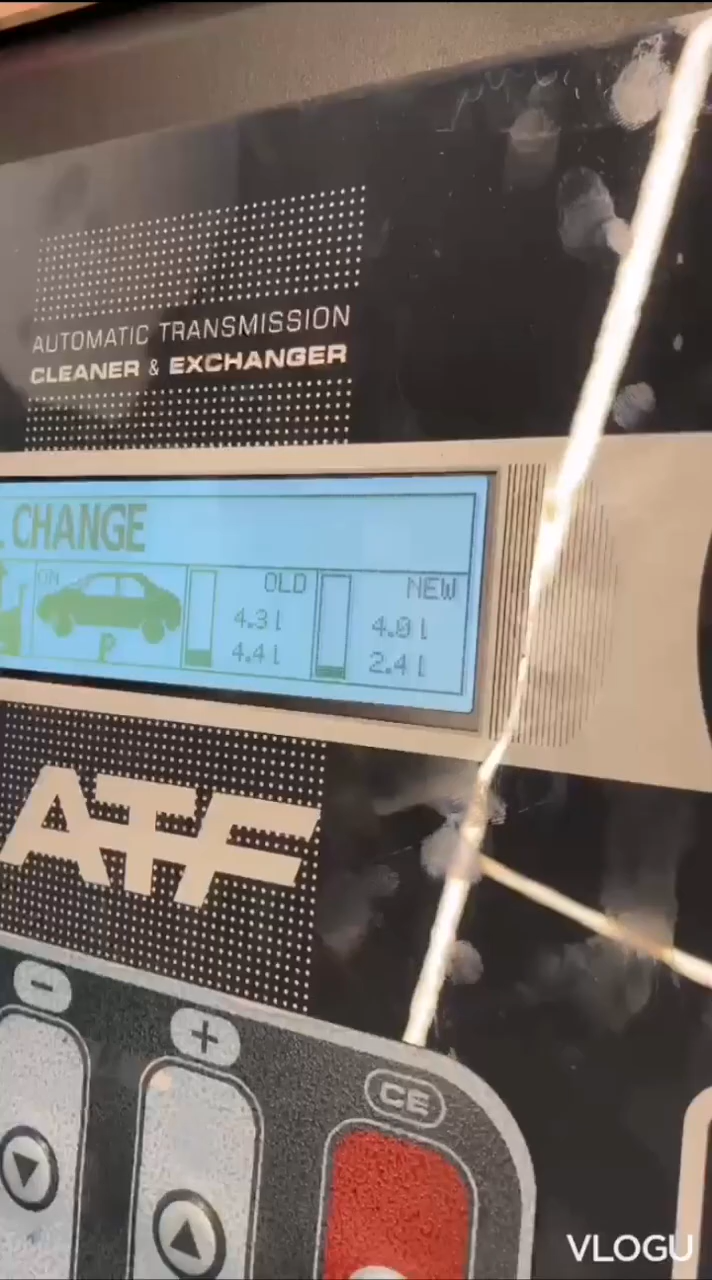 AUTOMATIC TRANSMISSION
CLEANER & EXCHANGER
CHANGE
ON
OLD
NEW
4.3 l
4.0 l
4.4 l
2.4 l
P
ATF
-
+
CE
VLOGU